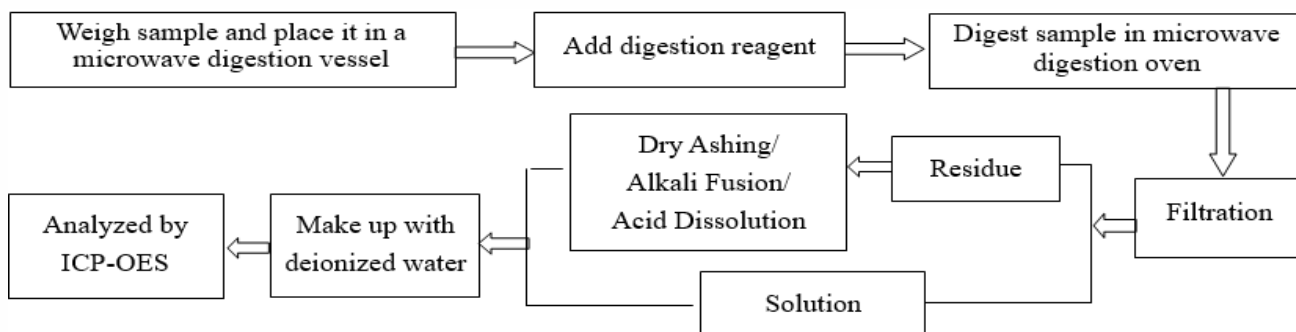 Weigh sample and place it in a
microwave digestion vessel
Add digestion reagent
Digest sample in microwave
digestion oven
Filtration
Residue
Dry Ashing/
Alkali Fusion/
Acid Dissolution
Solution
Make up with
deionized water
Analyzed by
ICP-OES